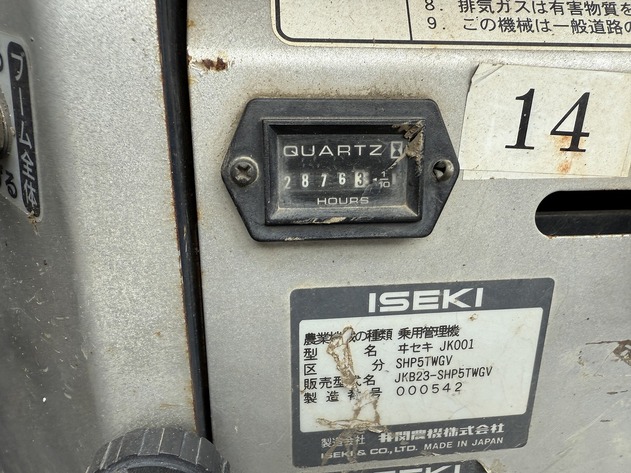 8. 排気ガスは有害物質を
9. この機械は一般道路の
ブーム全体
る
QUARTZ
28763 1/10
HOURS
14
ISEKI
農業機械の種類 乗用管理機
型名 ヰセキ JK001
区分 SHP5TWGV
販売型式名 JKB23-SHP5TWGV
製造番号 000542
製造会社 井関農機株式会社
ISEKI & CO., LTD. MADE IN JAPAN
ISEKI